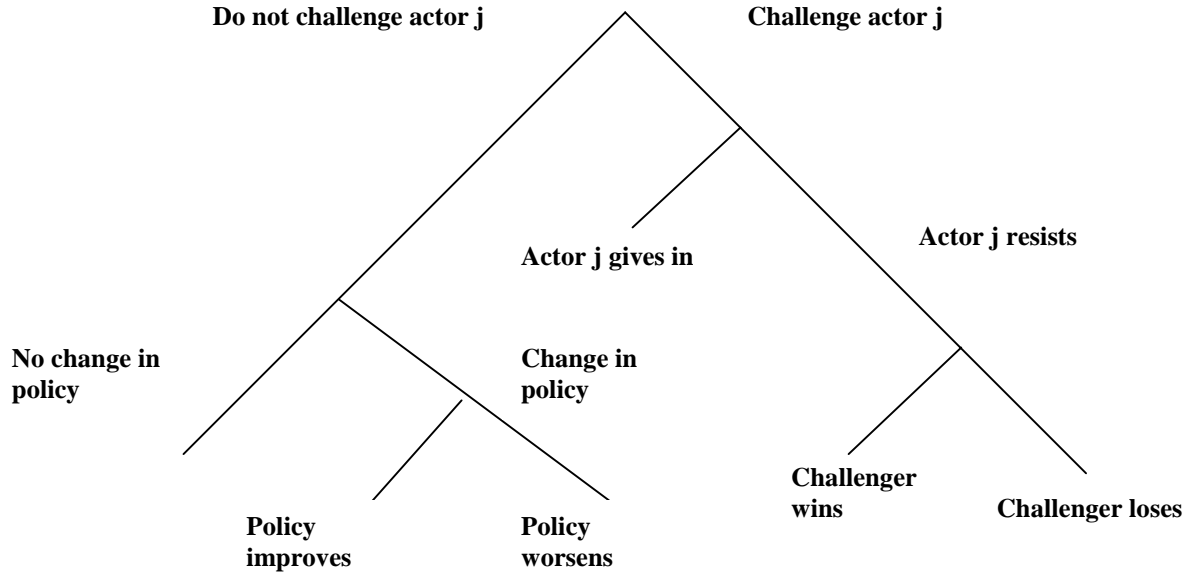 Do not challenge actor j
Challenge actor j
Actor j resists
Actor j gives in
No change in
policy
Change in
policy
Challenger
wins
Challenger loses
Policy
improves
Policy
worsens